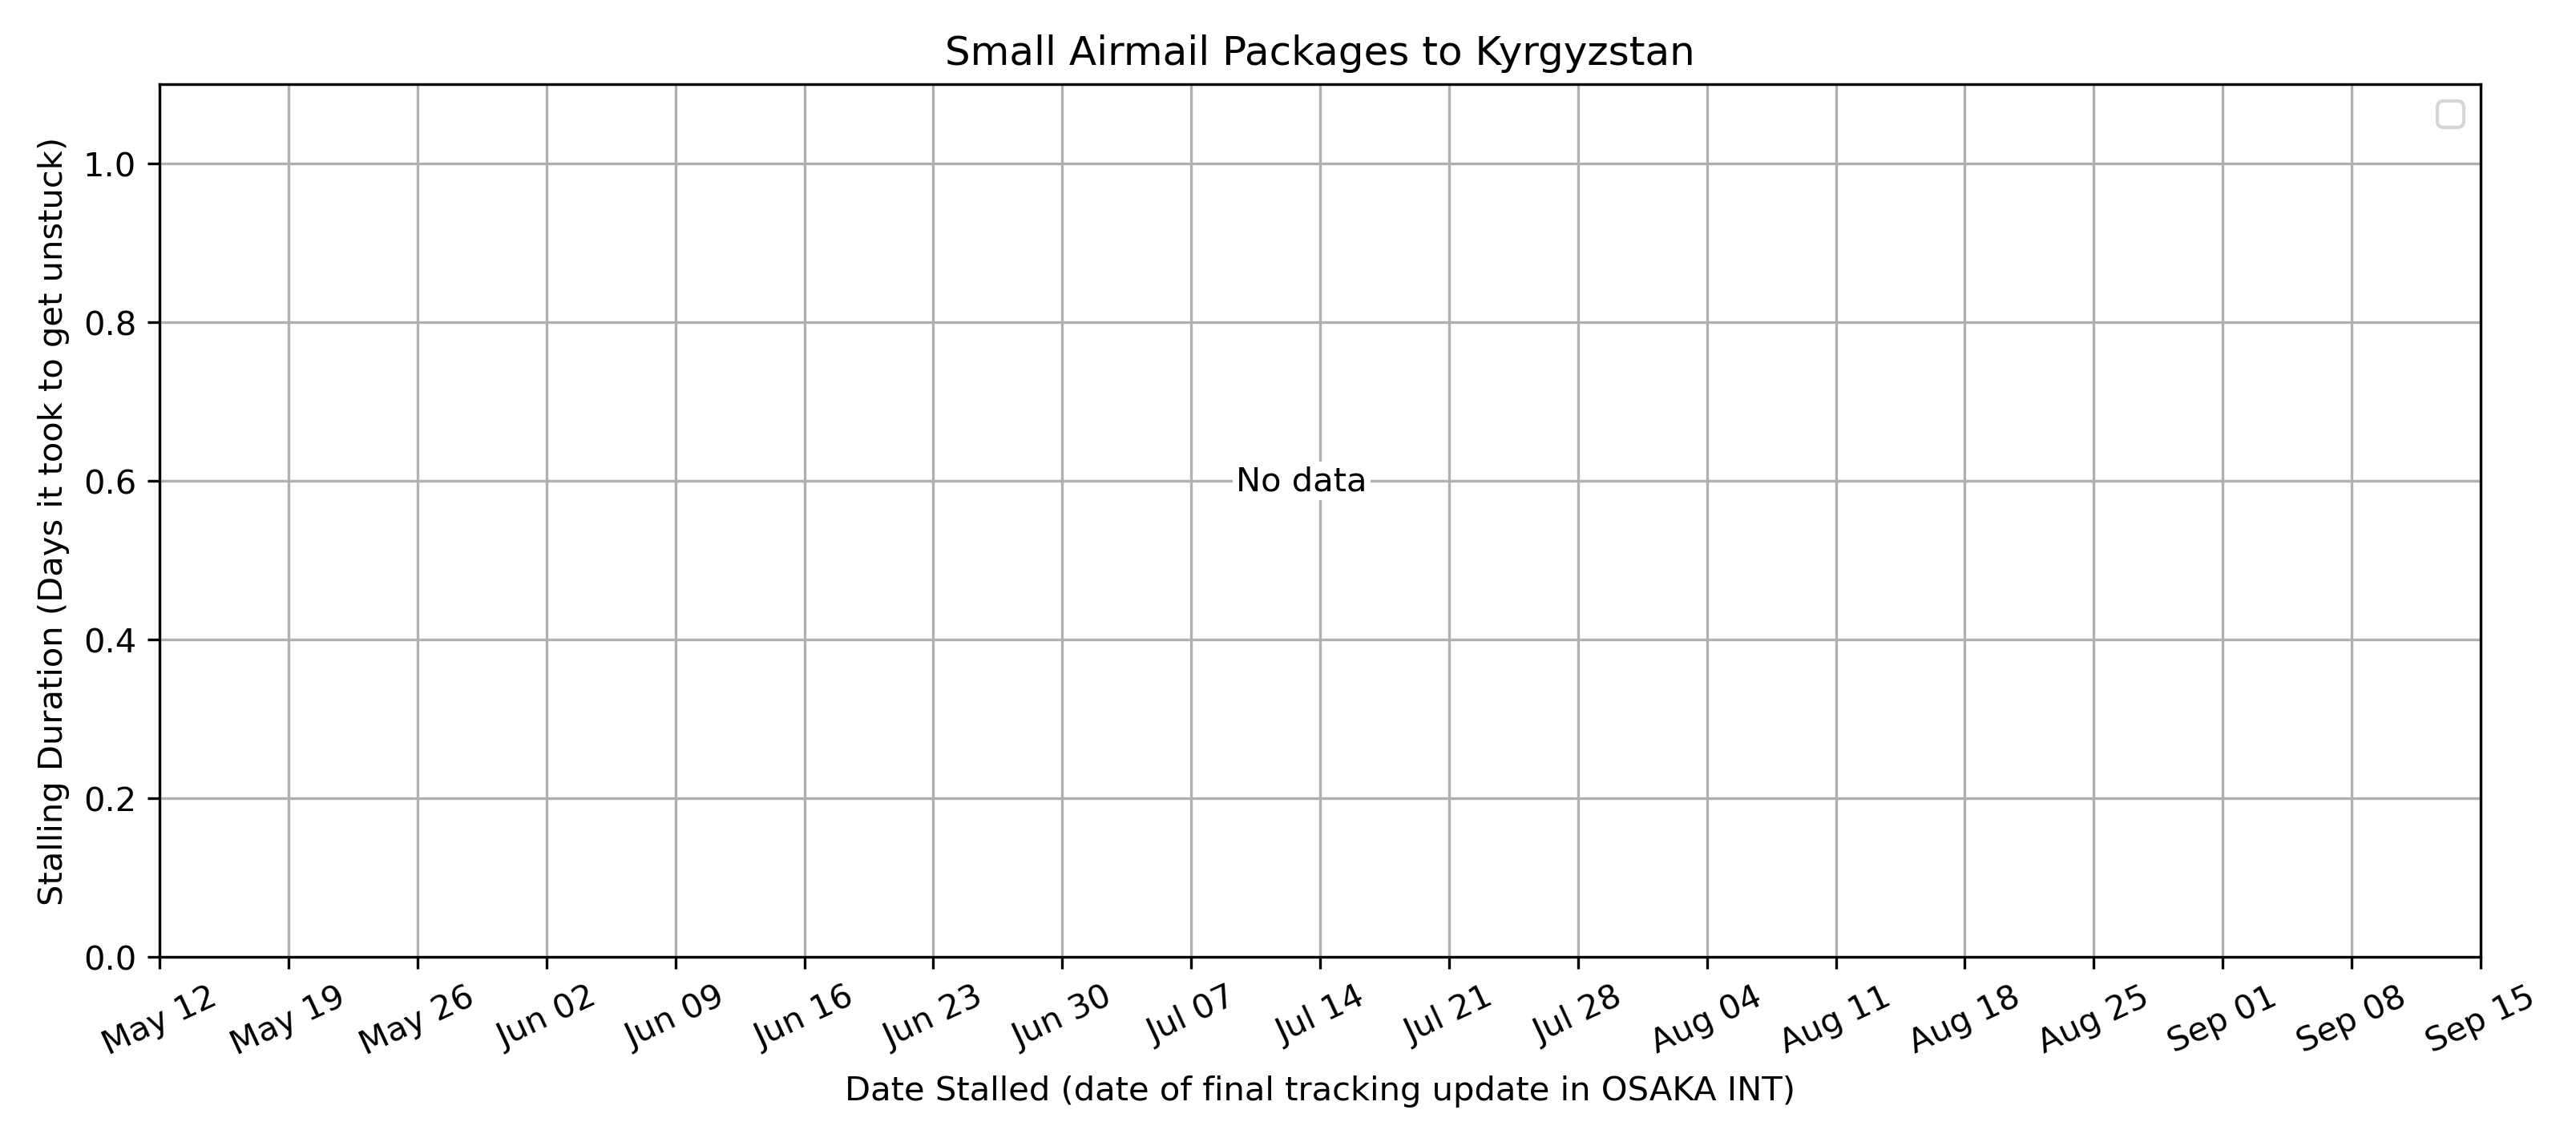 Small Airmail Packages to Kyrgyzstan
Stalling Duration (Days it took to get unstuck)
1.0
0.8
0.6
0.4
0.2
0.0
No data
May 12
May 19
May 26
Jun 02
Jun 09
Jun 16
Jun 23
Jun 30
Jul 07
Jul 14
Jul 21
Jul 28
Aug 04
Aug 11
Aug 18
Aug 25
Sep 01
Sep 08
Sep 15
Date Stalled (date of final tracking update in OSAKA INT)